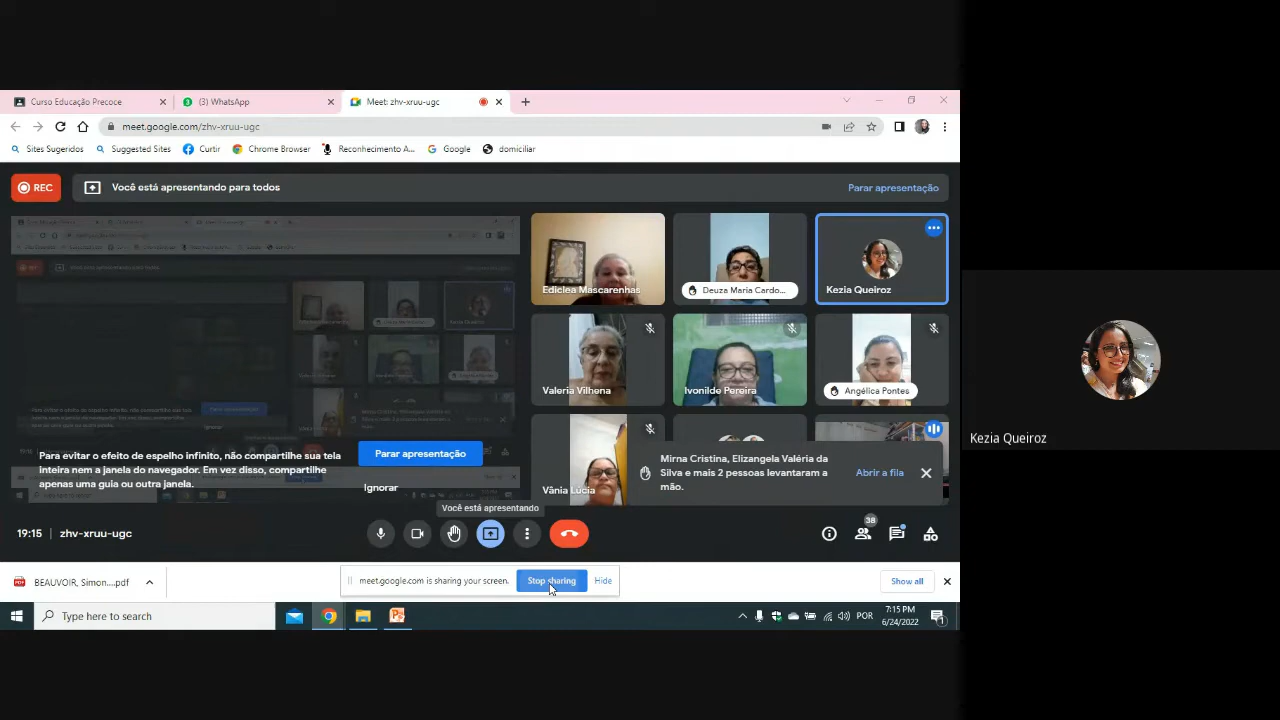 Curso Educação Precoce
(3) WhatsApp
Meet: zhv-xruu-ugc
meet.google.com/zhv-xruu-ugc
Sites Sugeridos
Suggested Sites
Curtir
Chrome Browser
Reconhecimento A...
Google
domiciliar
REC
Você está apresentando para todos
Parar apresentação
Ediclea Mascarenhas
Deuza Maria Cardo...
Kezia Queiroz
Valeria Vilhena
Ivonilde Pereira
Angélica Pontes
Kezia Queiroz
Para evitar o efeito de espelho infinito, não compartilhe sua tela
inteira nem a janela do navegador. Em vez disso, compartilhe
apenas uma guia ou outra janela.
Parar apresentação
Ignorar
Vânia Lúcia
Mirna Cristina, Elizangela Valéria da
Silva e mais 2 pessoas levantaram a
mão.
Abrir a fila
Você está apresentando
19:15
zhv-xruu-ugc
38
BEAUVOIR, Simon....pdf
meet.google.com is sharing your screen.
Stop sharing
Hide
Show all
Type here to search
POR
7:15 PM
6/24/2022
1